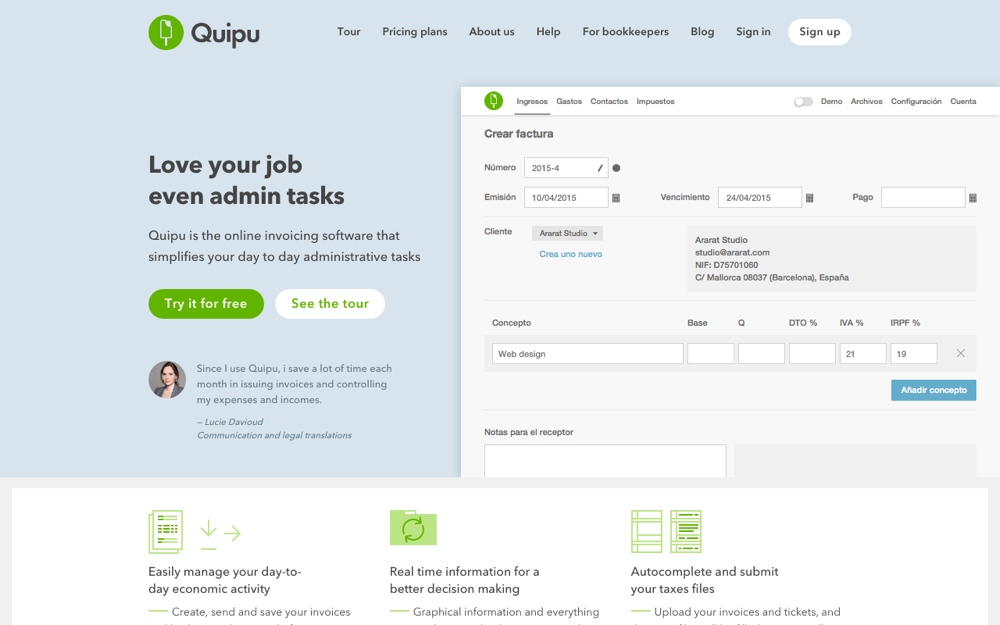 Quipu
Tour
Pricing plans
About us
Help
For bookkeepers
Blog
Sign in
Sign up
Love your job
even admin tasks
Quipu is the online invoicing software that
simplifies your day to day administrative tasks
Try it for free
See the tour
Since I use Quipu, i save a lot of time each
month in issuing invoices and controlling
my expenses and incomes.
– Lucie Davioud
Communication and legal translations
Ingresos
Gastos
Contactos
Impuestos
Demo
Archivos
Configuración
Cuenta
Crear factura
Número
2015-4
Emisión
10/04/2015
Vencimiento
24/04/2015
Pago
Cliente
Ararat Studio
Crea uno nuevo
Ararat Studio
studio@ararat.com
NIF: D75701060
C/ Mallorca 08037 (Barcelona), España
Concepto
Base
Q
DTO %
IVA %
IRPF %
Web design
21
19
Añadir concepto
Notas para el receptor
Easily manage your day-to-
day economic activity
Create, send and save your invoices
Real time information for a
better decision making
Graphical information and everything
Autocomplete and submit
your taxes files
Upload your invoices and tickets, and